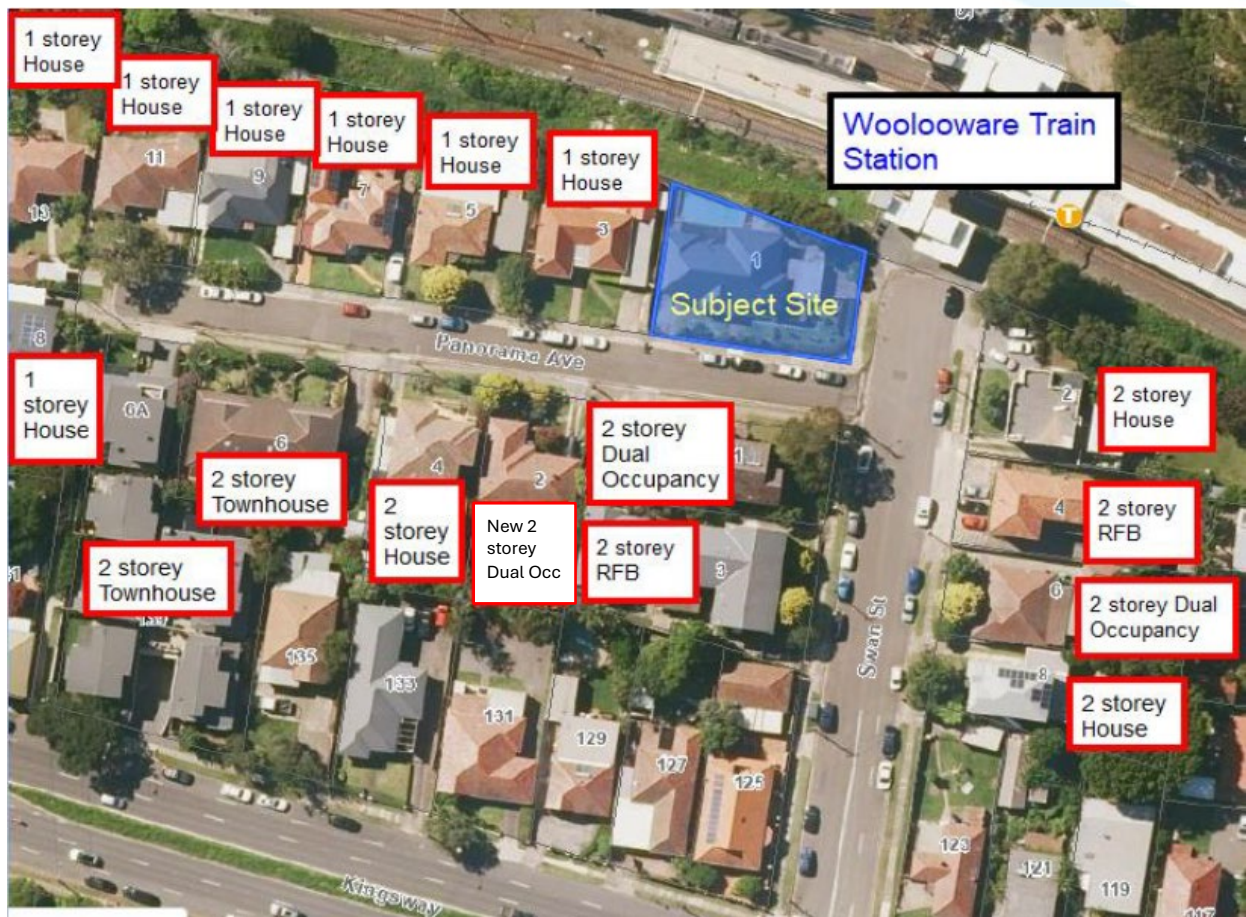 1 storey
House
1 storey
House
1 storey
House
1 storey
House
1 storey
House
1 storey
House
Woolooware Train
Station
T
13
11
9
7
5
3
1
Subject Site
Panorama Ave
8
1
storey
House
6A
6
2 storey
Townhouse
4
2
storey
House
2
New 2
storey
Dual Occ
2 storey
Dual
Occupancy
1
2 storey
RFB
3
2
2 storey
House
4
2 storey
RFB
6
2 storey Dual
Occupancy
8
2 storey
House
2 storey
Townhouse
Swan St
135
133
131
129
127
125
123
121
119
117
Kingsway